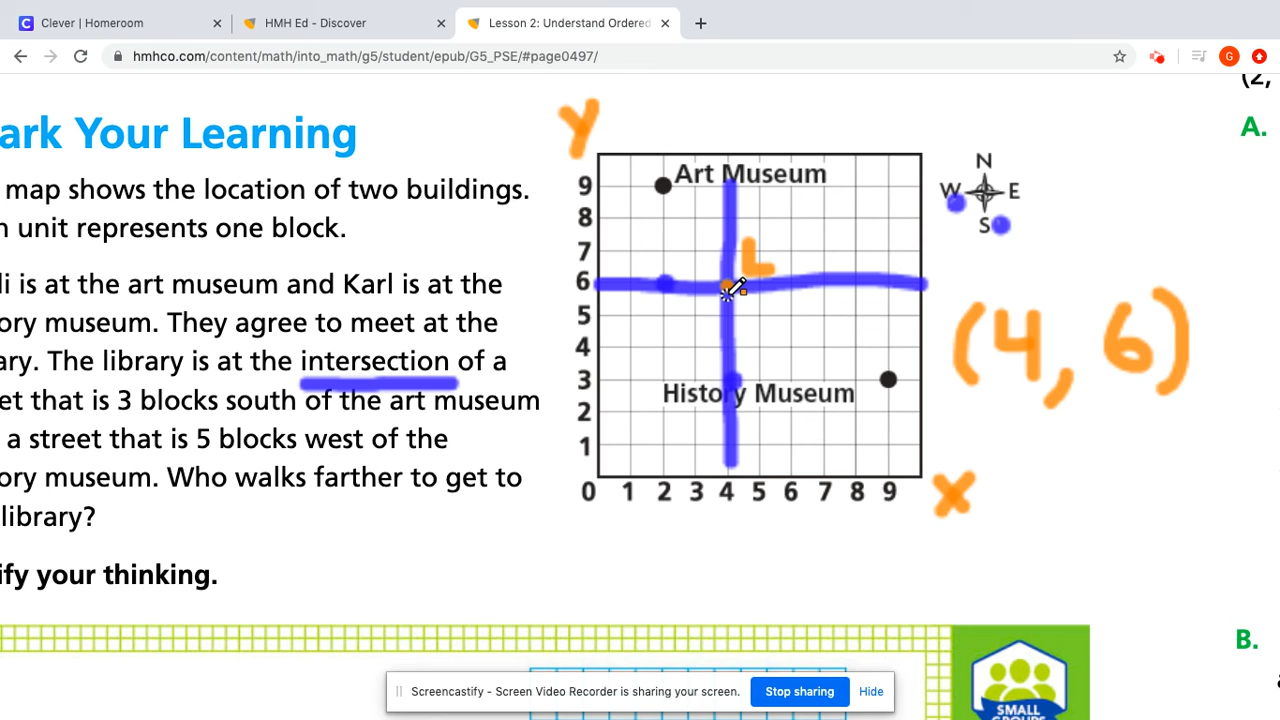 Clever | Homeroom
HMH Ed - Discover
Lesson 2: Understand Ordered
hmhco.com/content/math/into_math/g5/student/epub/G5_PSE/#page0497/
G
(2,
ark Your Learning
map shows the location of two buildings.
unit represents one block.
is at the art museum and Karl is at the
ory museum. They agree to meet at the
ary. The library is at the intersection of a
et that is 3 blocks south of the art museum
a street that is 5 blocks west of the
ory museum. Who walks farther to get to
library?
ify your thinking.
Y
Art Museum
9
8
7
6
5
4
3
2
1
L
History Museum
0 1 2 3 4 5 6 7 8 9
X
N
W E
S
(4, 6)
A.
B.
SMALL
GROUPS
Screencastify - Screen Video Recorder is sharing your screen.
Stop sharing
Hide